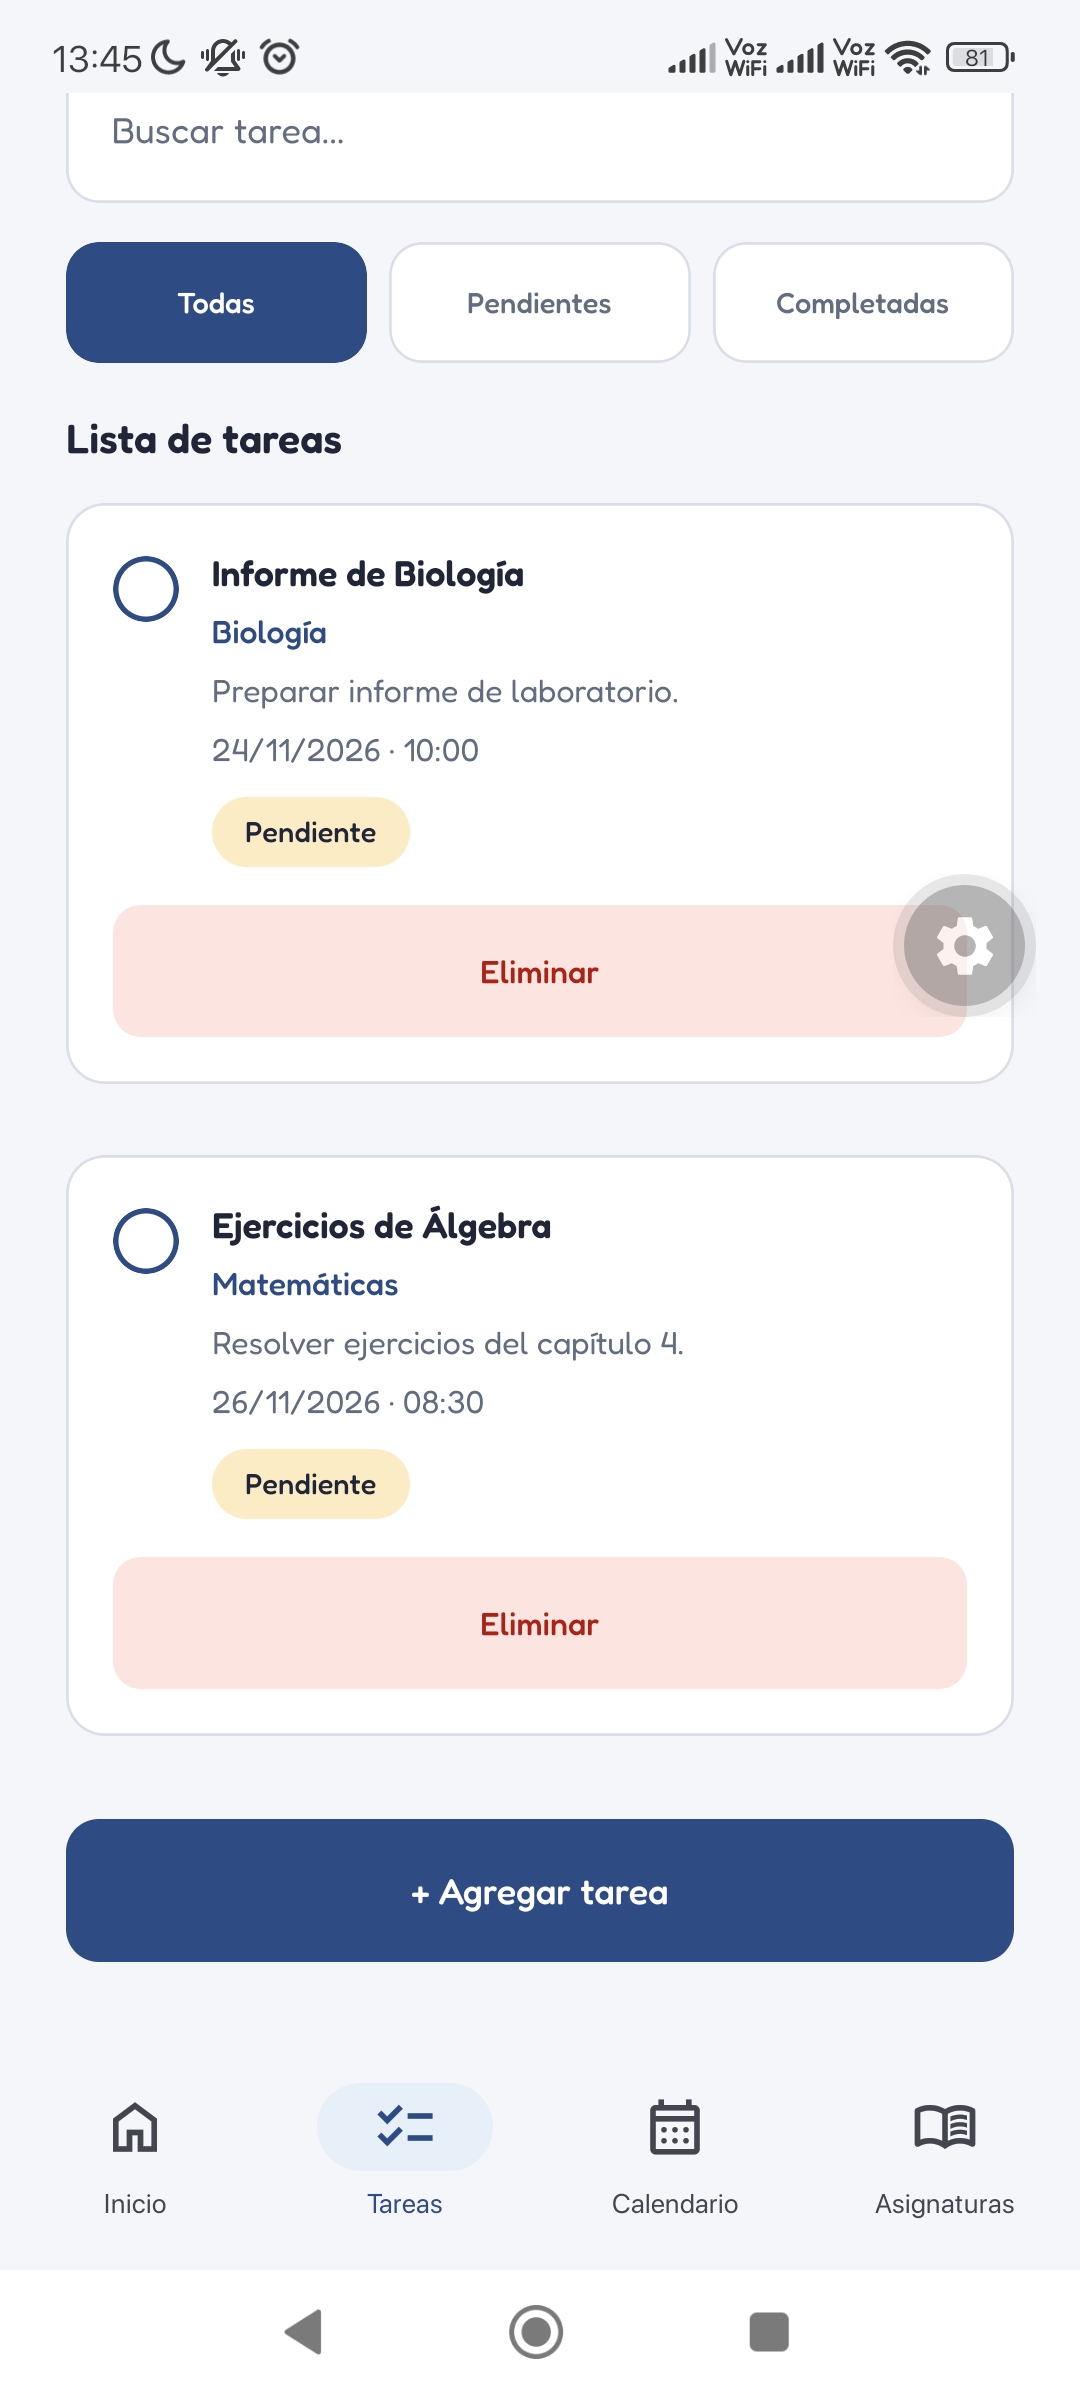 13:45
Voz
WiFi
Voz
WiFi
81
Buscar tarea...
Todas
Pendientes
Completadas
Lista de tareas
Informe de Biología
Biología
Preparar informe de laboratorio.
24/11/2026 · 10:00
Pendiente
Eliminar
Ejercicios de Álgebra
Matemáticas
Resolver ejercicios del capítulo 4.
26/11/2026 · 08:30
Pendiente
Eliminar
+ Agregar tarea
Inicio
Tareas
Calendario
Asignaturas